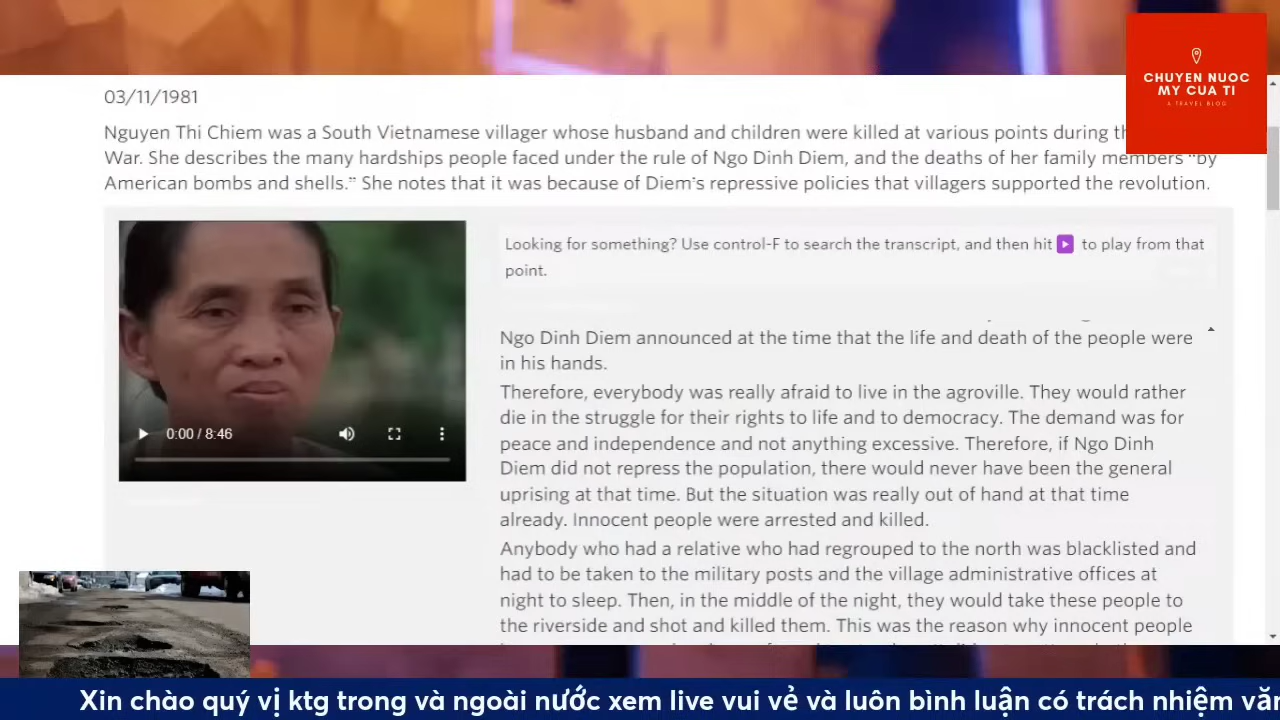 03/11/1981
CHUYEN NUOC
MY CUA TI
A TRAVEL BLOG
Nguyen Thi Chiem was a South Vietnamese villager whose husband and children were killed at various points during
War. She describes the many hardships people faced under the rule of Ngo Dinh Diem, and the deaths of her family members "by
American bombs and shells." She notes that it was because of Diem's repressive policies that villagers supported the revolution.
Looking for something? Use control-F to search the transcript, and then hit ▶ to play from that
point.
Ngo Dinh Diem announced at the time that the life and death of the people were
in his hands.
Therefore, everybody was really afraid to live in the agroville. They would rather
die in the struggle for their rights to life and to democracy. The demand was for
peace and independence and not anything excessive. Therefore, if Ngo Dinh
Diem did not repress the population, there would never have been the general
uprising at that time. But the situation was really out of hand at that time
already. Innocent people were arrested and killed.
Anybody who had a relative who had regrouped to the north was blacklisted and
had to be taken to the military posts and the village administrative offices at
night to sleep. Then, in the middle of the night, they would take these people to
the riverside and shot and killed them. This was the reason why innocent people
0:00 / 8:46
Xin chào quý vị ktg trong và ngoài nước xem live vui vẻ và luôn bình luận có trách nhiệm văn